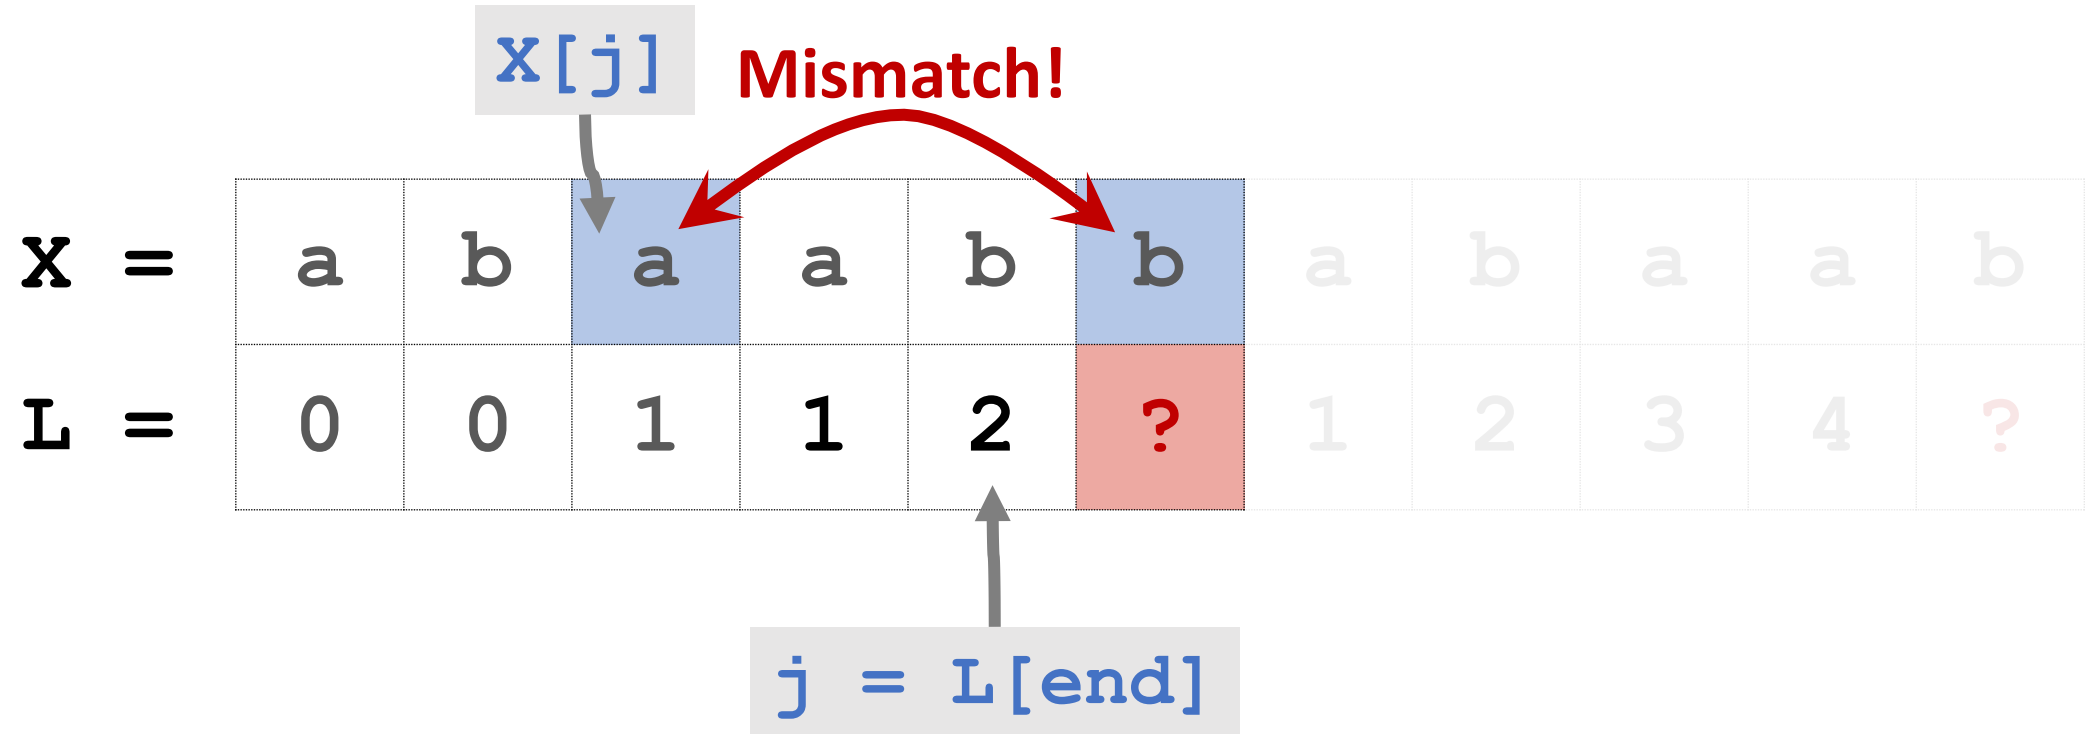 X[j] Mismatch!
X = a b a a b b a b a a b
L = 0 0 1 1 2 ? 1 2 3 4 ?
j = L[end]